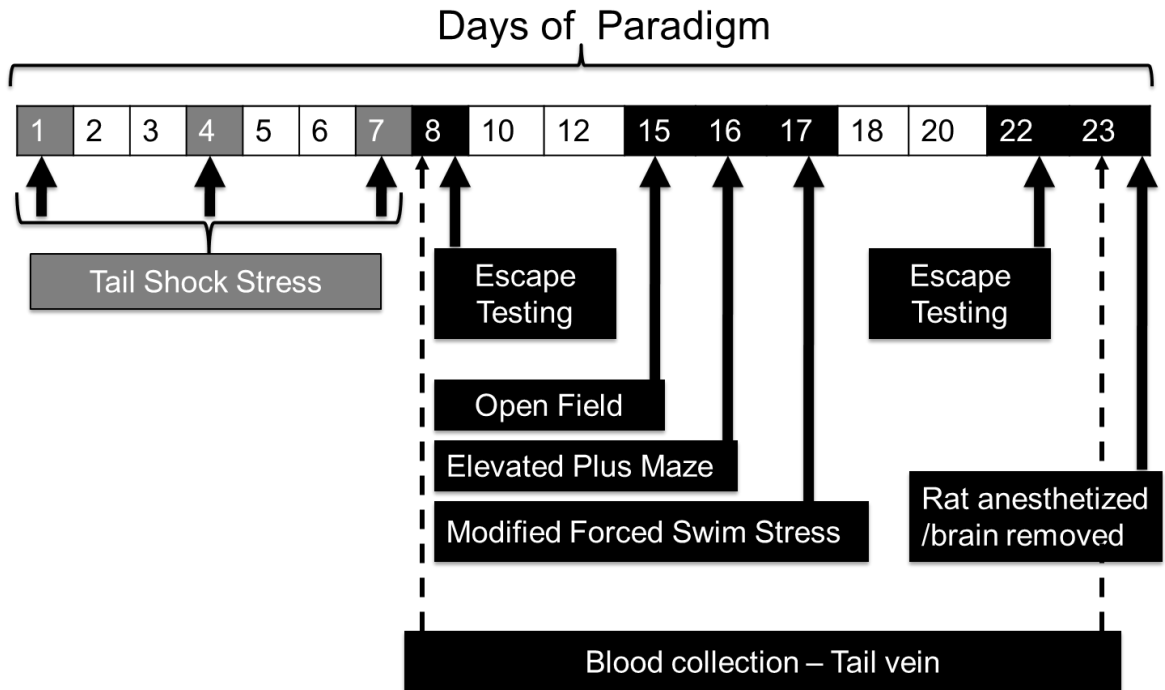 Days of Paradigm
1 2 3 4 5 6 7 8 10 12 15 16 17 18 20 22 23
Tail Shock Stress
Escape
Testing
Escape
Testing
Open Field
Elevated Plus Maze
Modified Forced Swim Stress
Rat anesthetized
/brain removed
Blood collection – Tail vein